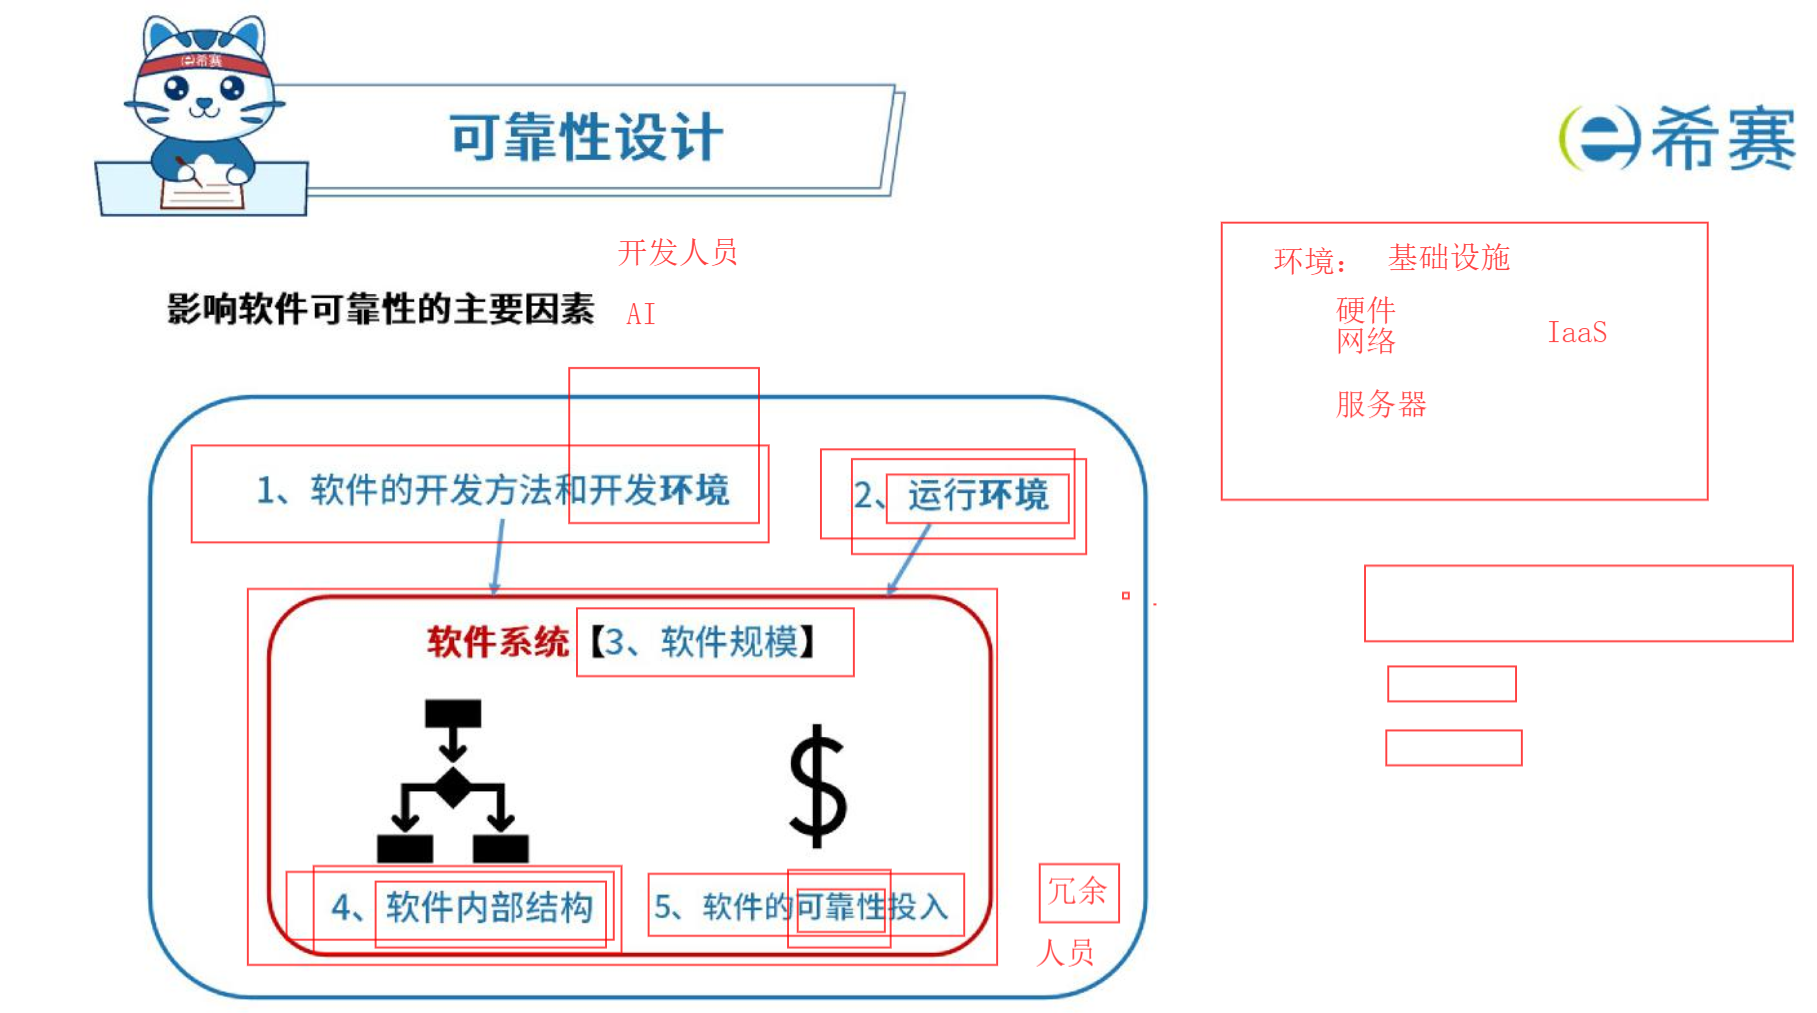 希赛
可靠性设计
希赛
开发人员
影响软件可靠性的主要因素
AI
环境： 基础设施
硬件
网络
IaaS
服务器
1、软件的开发方法和开发环境
2、运行环境
软件系统【3、软件规模】
$
4、软件内部结构
5、软件的可靠性投入
冗余
人员